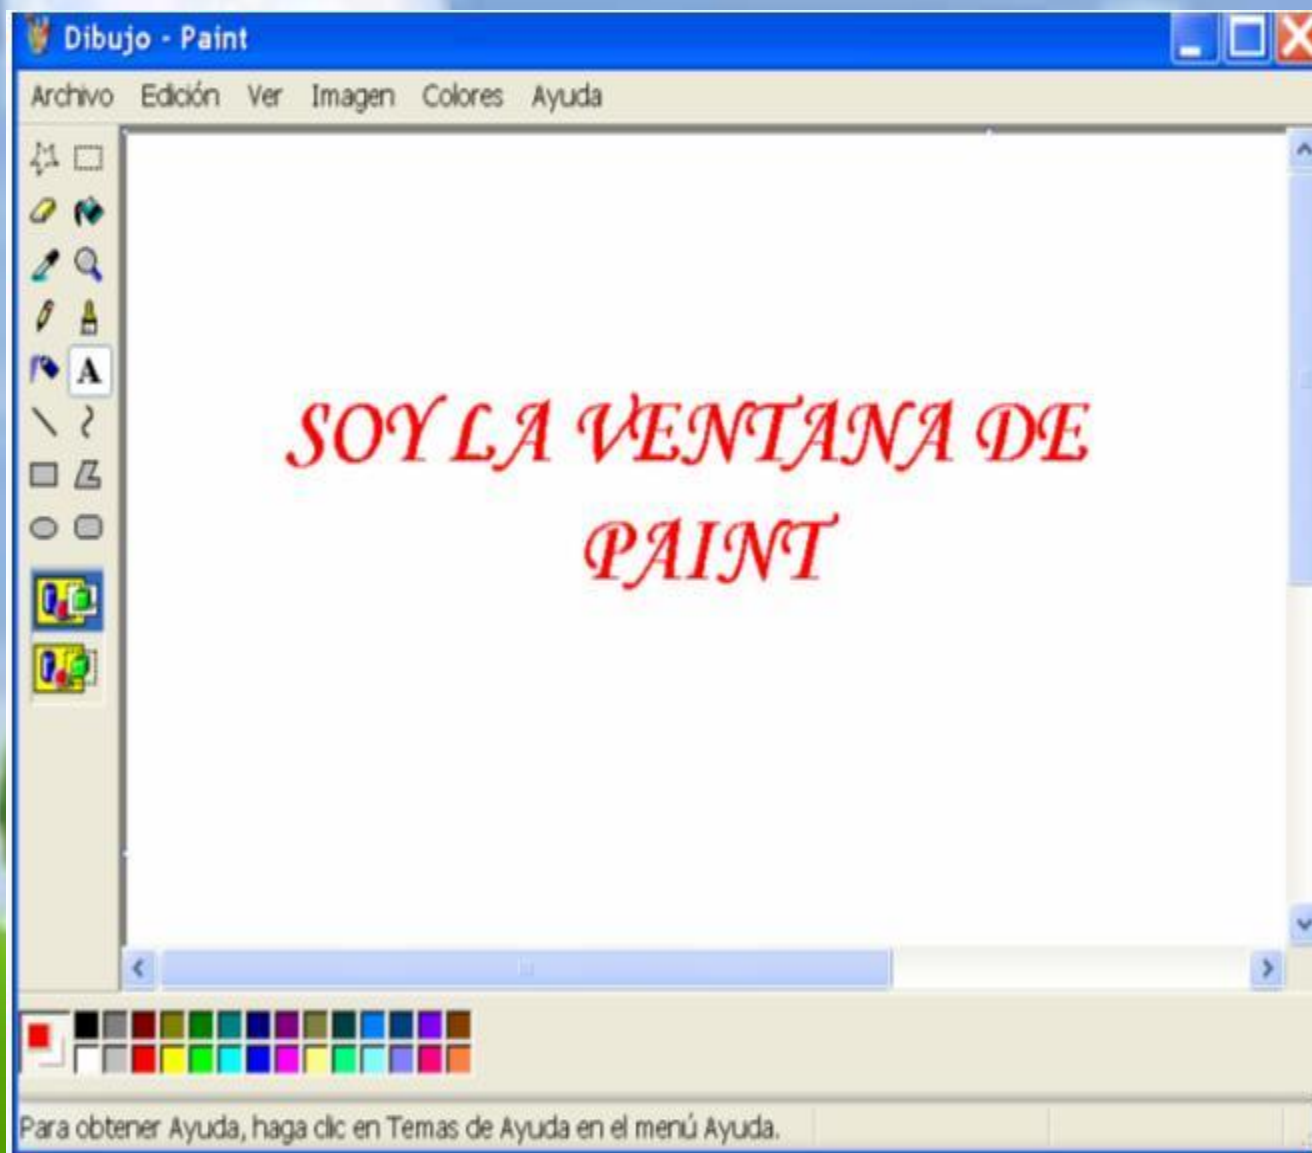 Dibujo - Paint
Archivo Edición Ver Imagen Colores Ayuda
A
SOY LA VENTANA DE
PAINT
Para obtener Ayuda, haga clic en Temas de Ayuda en el menú Ayuda.